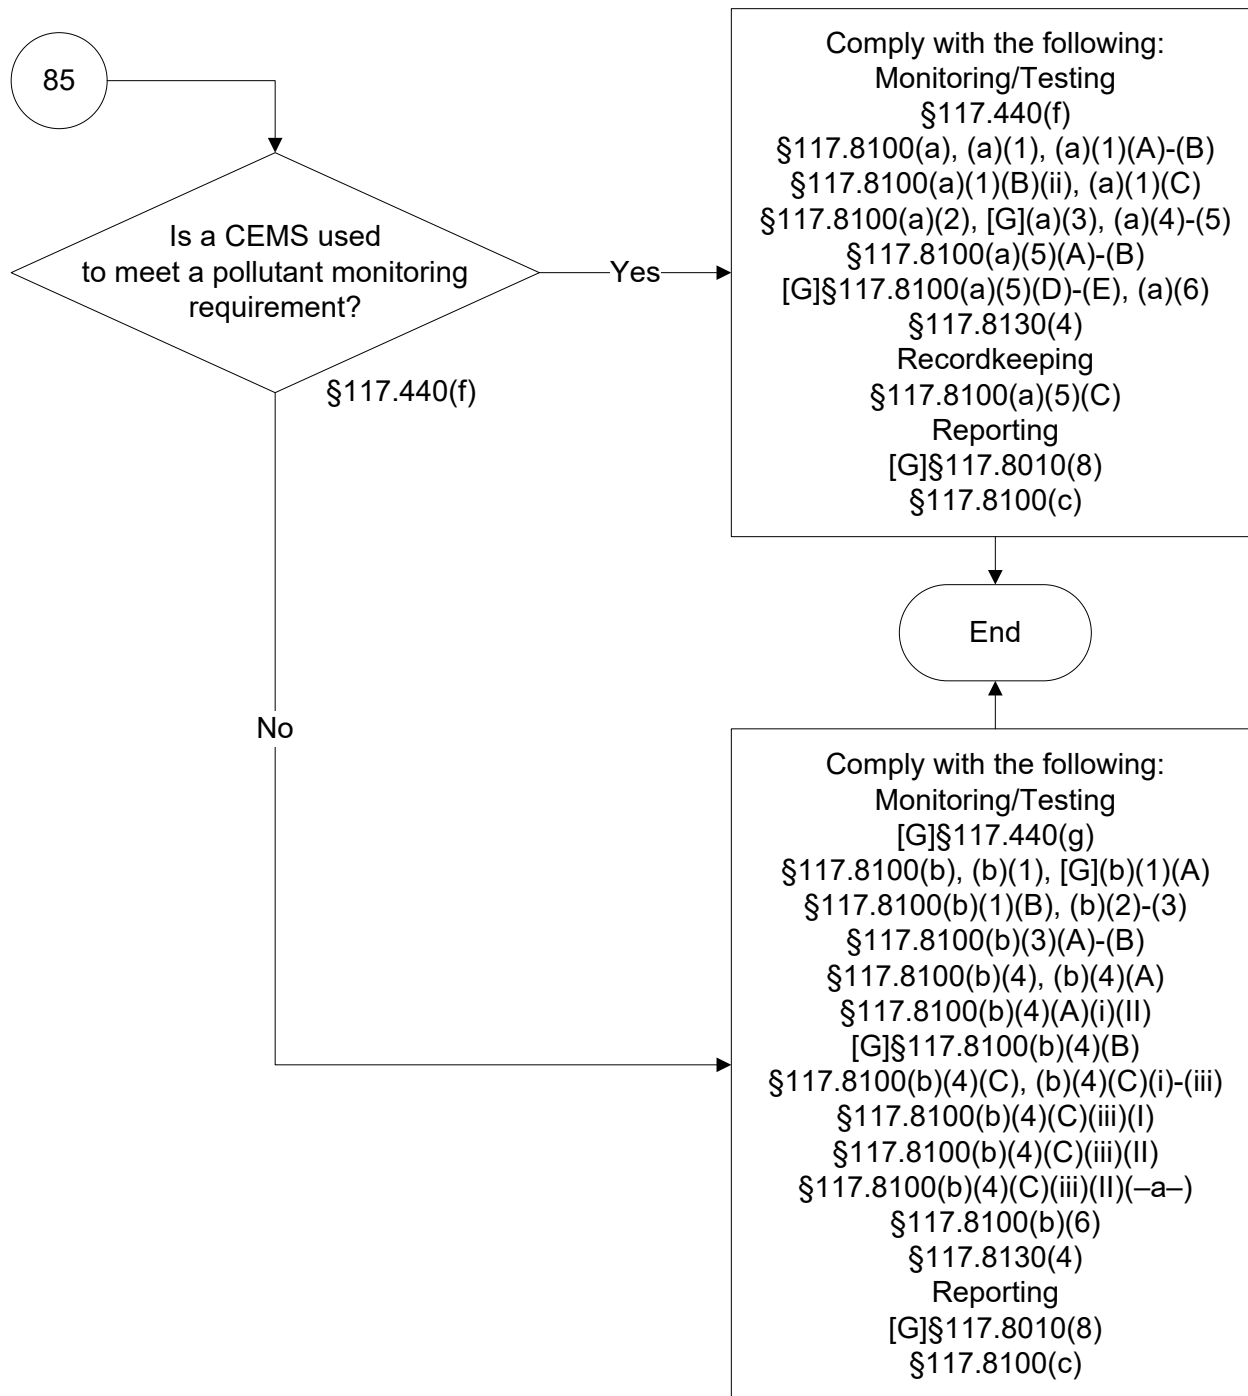 85
Is a CEMS used
to meet a pollutant monitoring
requirement?
§117.440(f)
Yes
No
Comply with the following:
Monitoring/Testing
§117.440(f)
§117.8100(a), (a)(1), (a)(1)(A)-(B)
§117.8100(a)(1)(B)(ii), (a)(1)(C)
§117.8100(a)(2), [G](a)(3), (a)(4)-(5)
§117.8100(a)(5)(A)-(B)
[G]§117.8100(a)(5)(D)-(E), (a)(6)
§117.8130(4)
Recordkeeping
§117.8100(a)(5)(C)
Reporting
[G]§117.8010(8)
§117.8100(c)
End
Comply with the following:
Monitoring/Testing
[G]§117.440(g)
§117.8100(b), (b)(1), [G](b)(1)(A)
§117.8100(b)(1)(B), (b)(2)-(3)
§117.8100(b)(3)(A)-(B)
§117.8100(b)(4), (b)(4)(A)
§117.8100(b)(4)(A)(i)(II)
[G]§117.8100(b)(4)(B)
§117.8100(b)(4)(C), (b)(4)(C)(i)-(iii)
§117.8100(b)(4)(C)(iii)(I)
§117.8100(b)(4)(C)(iii)(II)
§117.8100(b)(4)(C)(iii)(II)(–a–)
§117.8100(b)(6)
§117.8130(4)
Reporting
[G]§117.8010(8)
§117.8100(c)